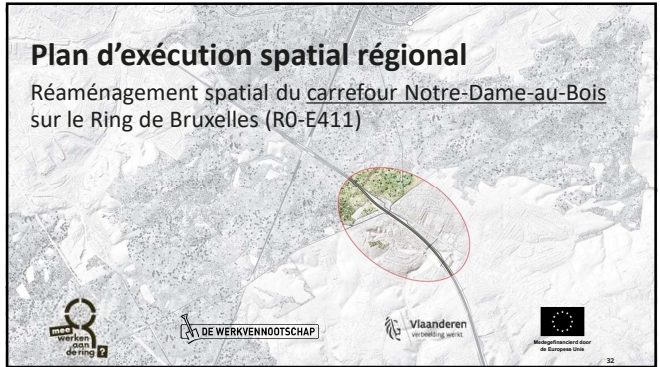 Plan d’exécution spatial régional
Réaménagement spatial du carrefour Notre-Dame-au-Bois
sur le Ring de Bruxelles (R0-E411)
mee
werken
aan
de ring ?
DE WERKVENNOOTSCHAP
Vlaanderen
verbeelding werkt
Medegefinancierd door
de Europese Unie
32